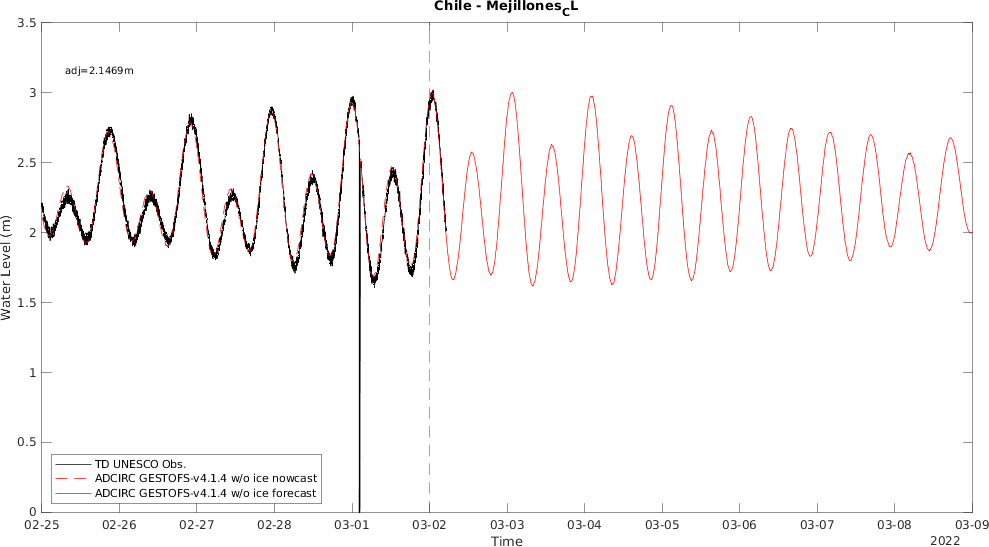 Chile - Mejillones_CL
3.5
adj=2.1469m
3
2.5
2
Water Level (m)
1.5
1
0.5
TD UNESCO Obs.
ADCIRC GESTOFS-v4.1.4 w/o ice nowcast
ADCIRC GESTOFS-v4.1.4 w/o ice forecast
0
02-25 02-26 02-27 02-28 03-01 03-02 03-03 03-04 03-05 03-06 03-07 03-08 03-09
Time
2022